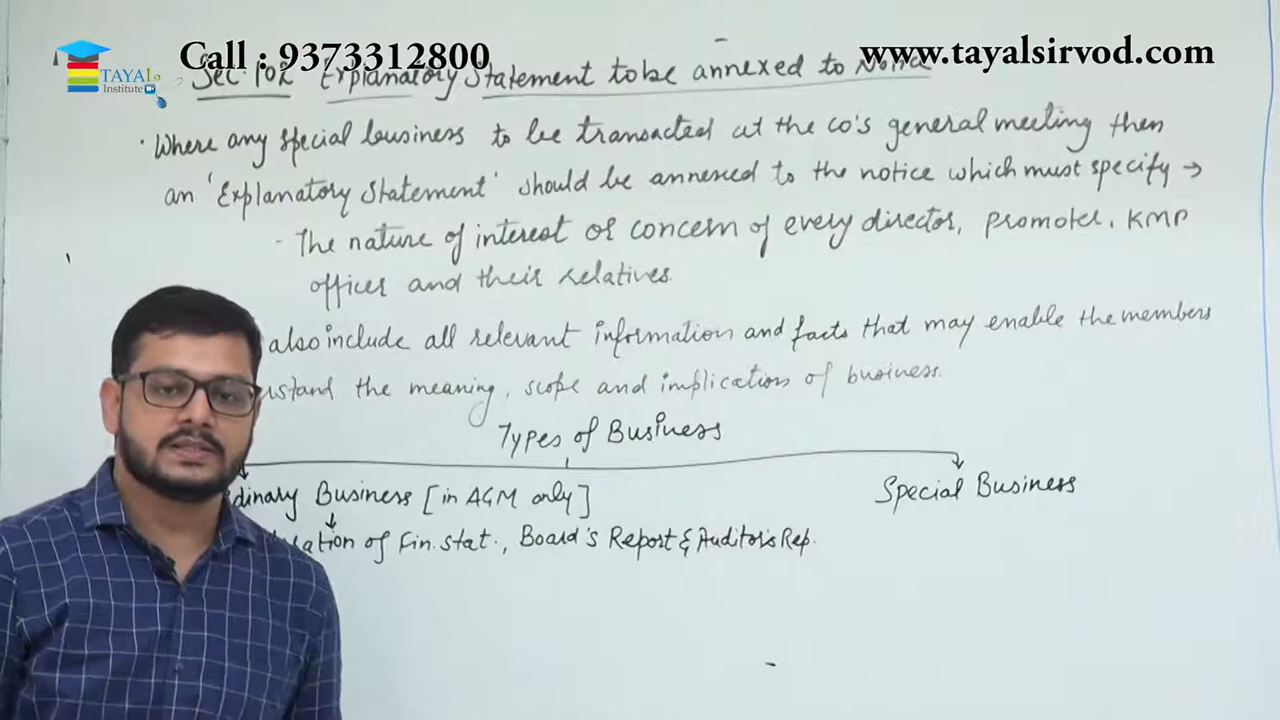 Call : 9373312800
www.tayalsirvod.com
TAYALs
Institute
Sec 102 Explanatory Statement to be annexed to Notice
· Where any special business to be transacted at the co's general meeting then
an 'Explanatory Statement' should be annexed to the notice which must specify →
- The nature of interest or concern of every director, promoter, KMP
officer and their relatives.
also include all relevant information and facts that may enable the members
the meaning, scope and implication of business.
Types of Business
dinary Business [in AGM only]
Special Business
of Fin. Stat., Board's Report & Auditor's Rep.